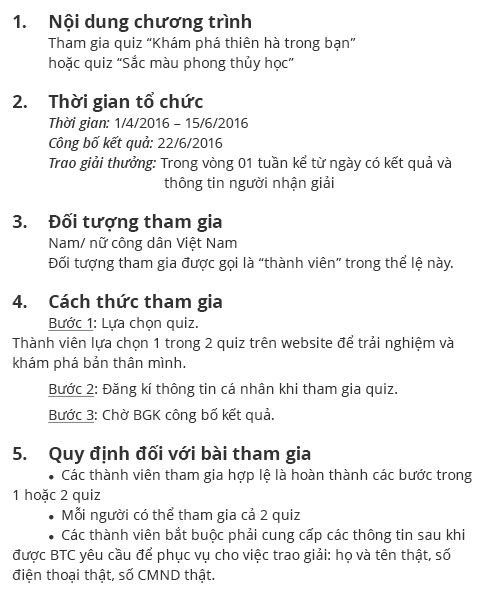 1. Nội dung chương trình
Tham gia quiz “Khám phá thiên hà trong bạn”
hoặc quiz “Sắc màu phong thủy học”
2. Thời gian tổ chức
Thời gian: 1/4/2016 – 15/6/2016
Công bố kết quả: 22/6/2016
Trao giải thưởng: Trong vòng 01 tuần kể từ ngày có kết quả và
thông tin người nhận giải
3. Đối tượng tham gia
Nam/ nữ công dân Việt Nam
Đối tượng tham gia được gọi là “thành viên” trong thể lệ này.
4. Cách thức tham gia
Bước 1: Lựa chọn quiz.
Thành viên lựa chọn 1 trong 2 quiz trên website để trải nghiệm và
khám phá bản thân mình.
Bước 2: Đăng kí thông tin cá nhân khi tham gia quiz.
Bước 3: Chờ BGK công bố kết quả.
5. Quy định đối với bài tham gia
• Các thành viên tham gia hợp lệ là hoàn thành các bước trong
1 hoặc 2 quiz
• Mỗi người có thể tham gia cả 2 quiz
• Các thành viên bắt buộc phải cung cấp các thông tin sau khi
được BTC yêu cầu để phục vụ cho việc trao giải: họ và tên thật, số
điện thoại thật, số CMND thật.